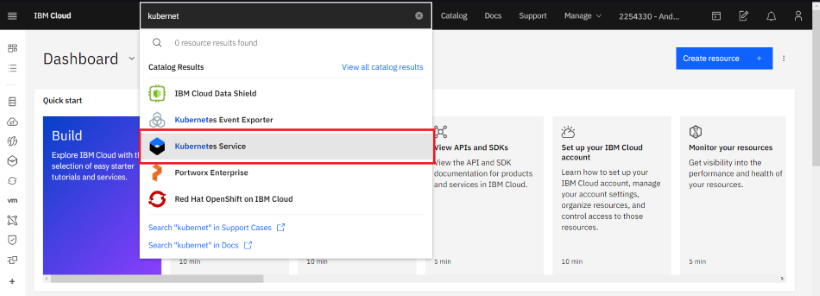 IBM Cloud
kubernet
Catalog
Docs
Support
Manage
2254330 - And...
0 resource results found
Dashboard
Create resource +
Catalog Results
View all catalog results
IBM Cloud Data Shield
Kubernetes Event Exporter
Kubernetes Service
Portworx Enterprise
Red Hat OpenShift on IBM Cloud
Search "kubernet" in Support Cases
Search "kubernet" in Docs
Quick start
Build
Explore IBM Cloud with th
selection of easy starter
tutorials and services.
10 min
10 min
View APIs and SDKs
View the API and SDK
documentation for products
and services in IBM Cloud.
5 min
Set up your IBM Cloud
account
Learn how to set up your
IBM Cloud account, manage
your account settings,
organize resources, and
control access to those
resources.
10 min
Monitor your resources
Get visibility into the
performance and health of
your resources.
5 min
vm